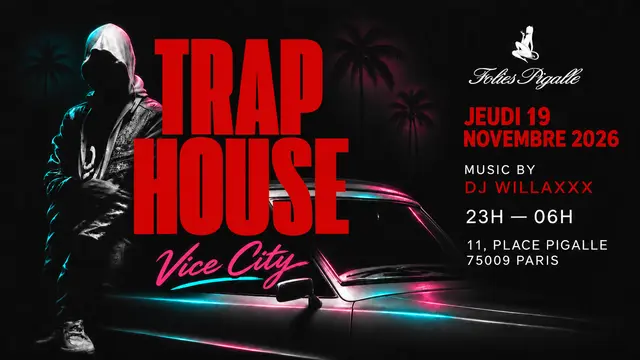 TRAP
HOUSE
Vice City
Folies Pigalle
JEUDI 19
NOVEMBRE 2026
MUSIC BY
DJ WILLAXXX
23H — 06H
11, PLACE PIGALLE
75009 PARIS